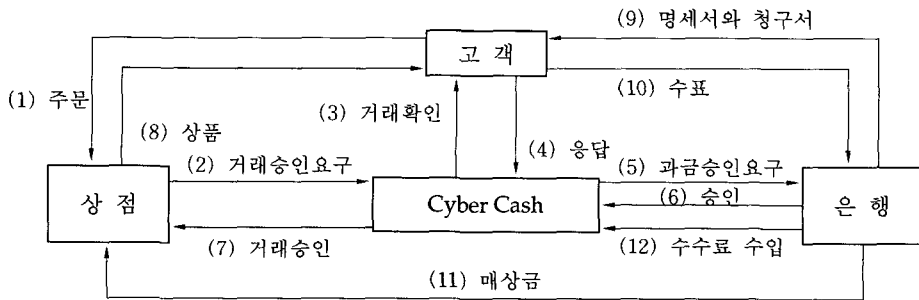 (9) 명세서와 청구서
고 객
(1) 주문
(3) 거래확인
(10) 수표
(8) 상품
(2) 거래승인요구
(4) 응답
(5) 과금승인요구
상 점
Cyber Cash
(6) 승인
은 행
(7) 거래승인
(12) 수수료 수입
(11) 매상금